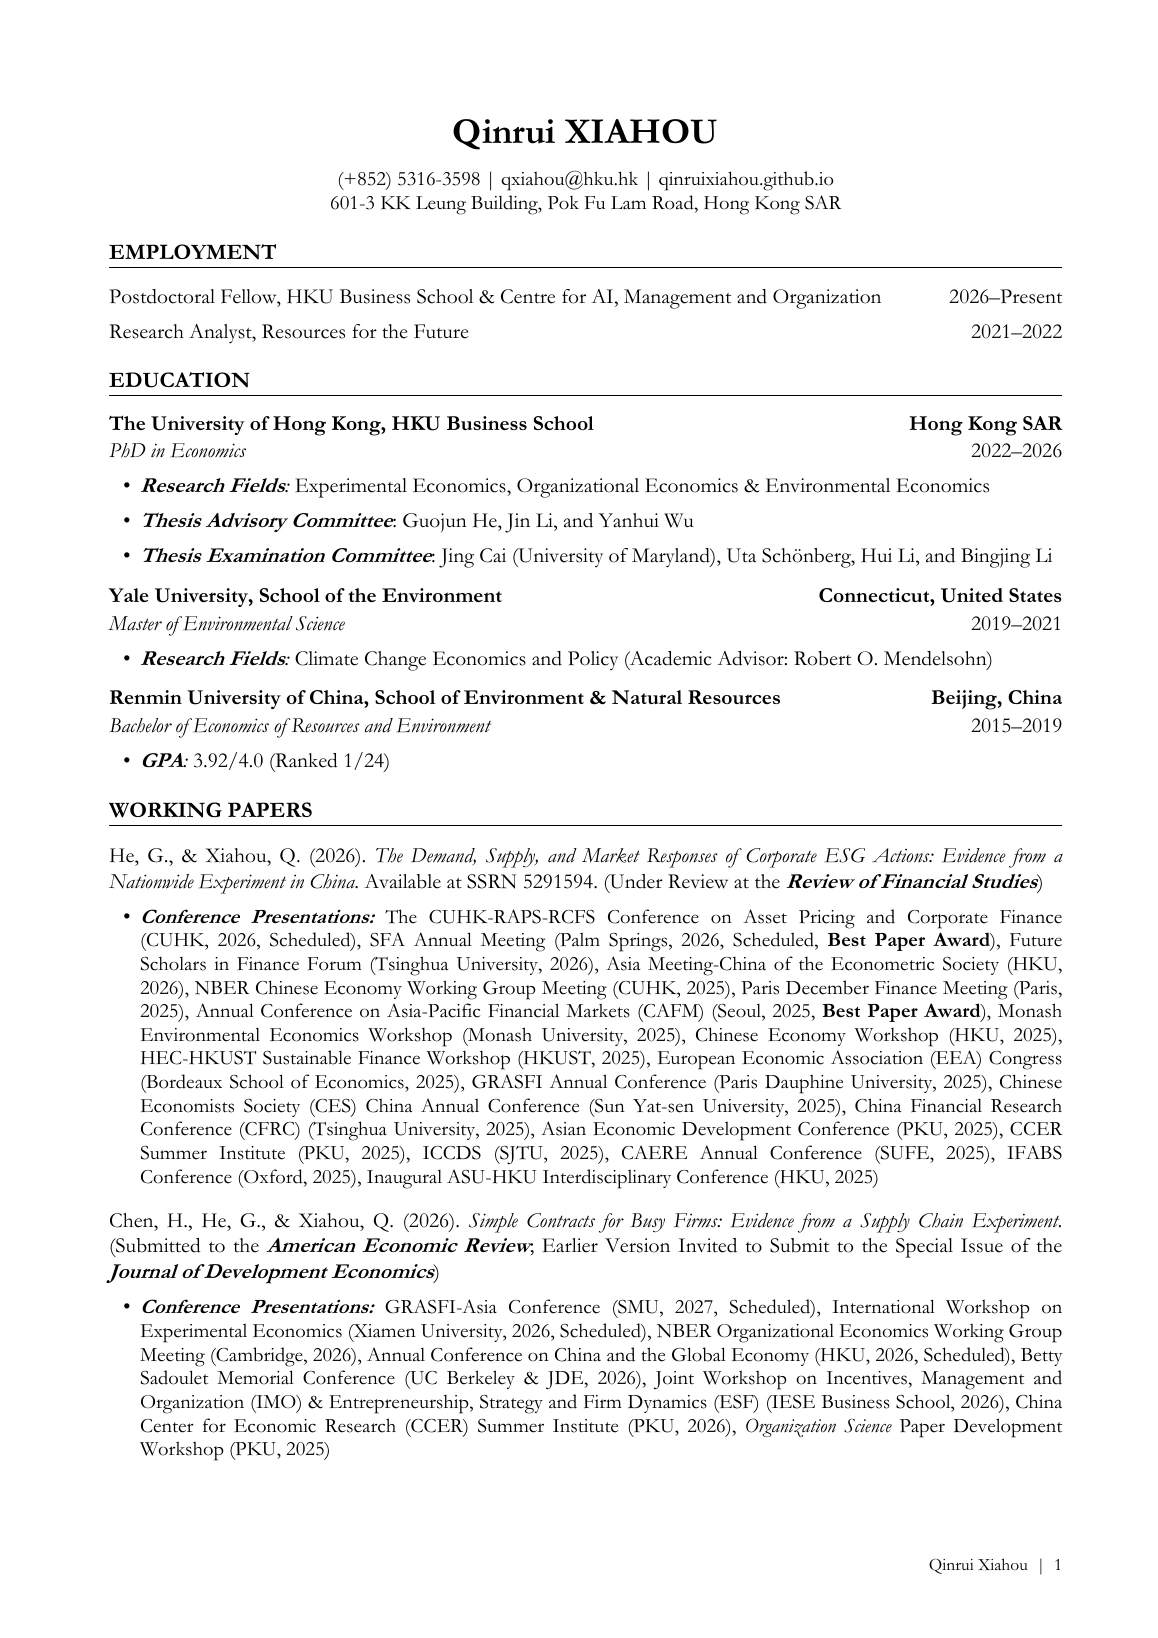 Qinrui XIAHOU
(+852) 5316-3598 | qxiahou@hku.hk | qinruixiahou.github.io
601-3 KK Leung Building, Pok Fu Lam Road, Hong Kong SAR
EMPLOYMENT
Postdoctoral Fellow, HKU Business School & Centre for AI, Management and Organization 2026–Present
Research Analyst, Resources for the Future 2021–2022
EDUCATION
The University of Hong Kong, HKU Business School Hong Kong SAR
PhD in Economics 2022–2026
• Research Fields: Experimental Economics, Organizational Economics & Environmental Economics
• Thesis Advisory Committee: Guojun He, Jin Li, and Yanhui Wu
• Thesis Examination Committee: Jing Cai (University of Maryland), Uta Schönberg, Hui Li, and Bingjing Li
Yale University, School of the Environment Connecticut, United States
Master of Environmental Science 2019–2021
• Research Fields: Climate Change Economics and Policy (Academic Advisor: Robert O. Mendelsohn)
Renmin University of China, School of Environment & Natural Resources Beijing, China
Bachelor of Economics of Resources and Environment 2015–2019
• GPA: 3.92/4.0 (Ranked 1/24)
WORKING PAPERS
He, G., & Xiahou, Q. (2026). The Demand, Supply, and Market Responses of Corporate ESG Actions: Evidence from a
Nationwide Experiment in China. Available at SSRN 5291594. (Under Review at the Review of Financial Studies)
• Conference Presentations: The CUHK-RAPS-RCFS Conference on Asset Pricing and Corporate Finance
(CUHK, 2026, Scheduled), SFA Annual Meeting (Palm Springs, 2026, Scheduled, Best Paper Award), Future
Scholars in Finance Forum (Tsinghua University, 2026), Asia Meeting-China of the Econometric Society (HKU,
2026), NBER Chinese Economy Working Group Meeting (CUHK, 2025), Paris December Finance Meeting (Paris,
2025), Annual Conference on Asia-Pacific Financial Markets (CAFM) (Seoul, 2025, Best Paper Award), Monash
Environmental Economics Workshop (Monash University, 2025), Chinese Economy Workshop (HKU, 2025),
HEC-HKUST Sustainable Finance Workshop (HKUST, 2025), European Economic Association (EEA) Congress
(Bordeaux School of Economics, 2025), GRASFI Annual Conference (Paris Dauphine University, 2025), Chinese
Economists Society (CES) China Annual Conference (Sun Yat-sen University, 2025), China Financial Research
Conference (CFRC) (Tsinghua University, 2025), Asian Economic Development Conference (PKU, 2025), CCER
Summer Institute (PKU, 2025), ICCDS (SJTU, 2025), CAERE Annual Conference (SUFE, 2025), IFABS
Conference (Oxford, 2025), Inaugural ASU-HKU Interdisciplinary Conference (HKU, 2025)
Chen, H., He, G., & Xiahou, Q. (2026). Simple Contracts for Busy Firms: Evidence from a Supply Chain Experiment.
(Submitted to the American Economic Review; Earlier Version Invited to Submit to the Special Issue of the
Journal of Development Economics)
• Conference Presentations: GRASFI-Asia Conference (SMU, 2027, Scheduled), International Workshop on
Experimental Economics (Xiamen University, 2026, Scheduled), NBER Organizational Economics Working Group
Meeting (Cambridge, 2026), Annual Conference on China and the Global Economy (HKU, 2026, Scheduled), Betty
Sadoulet Memorial Conference (UC Berkeley & JDE, 2026), Joint Workshop on Incentives, Management and
Organization (IMO) & Entrepreneurship, Strategy and Firm Dynamics (ESF) (IESE Business School, 2026), China
Center for Economic Research (CCER) Summer Institute (PKU, 2026), Organization Science Paper Development
Workshop (PKU, 2025)
Qinrui Xiahou | 1